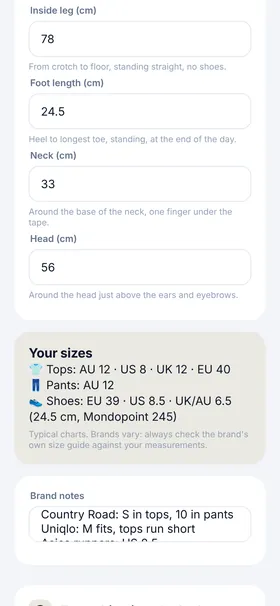 Inside leg (cm)
78
From crotch to floor, standing straight, no shoes.
Foot length (cm)
24.5
Heel to longest toe, standing, at the end of the day.
Neck (cm)
33
Around the base of the neck, one finger under the
tape.
Head (cm)
56
Around the head just above the ears and eyebrows.
Your sizes
👕 Tops: AU 12 · US 8 · UK 12 · EU 40
👖 Pants: AU 12
👟 Shoes: EU 39 · US 8.5 · UK/AU 6.5
(24.5 cm, Mondopoint 245)
Typical charts. Brands vary: always check the brand's
own size guide against your measurements.
Brand notes
Country Road: S in tops, 10 in pants
Uniqlo: M fits, tops run short